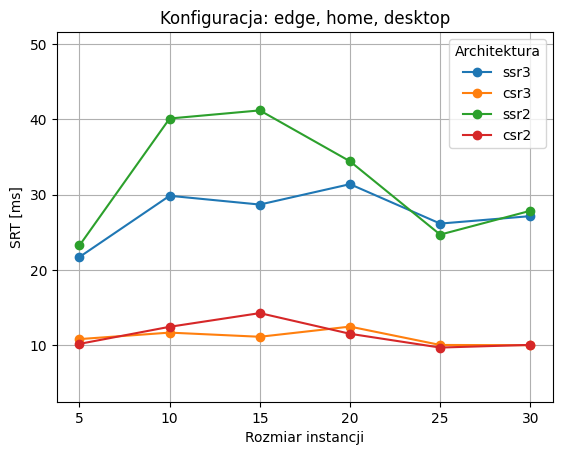 Konfiguracja: edge, home, desktop
50
40
30
20
10
SRT [ms]
Architektura
ssr3
csr3
ssr2
csr2
5 10 15 20 25 30
Rozmiar instancji